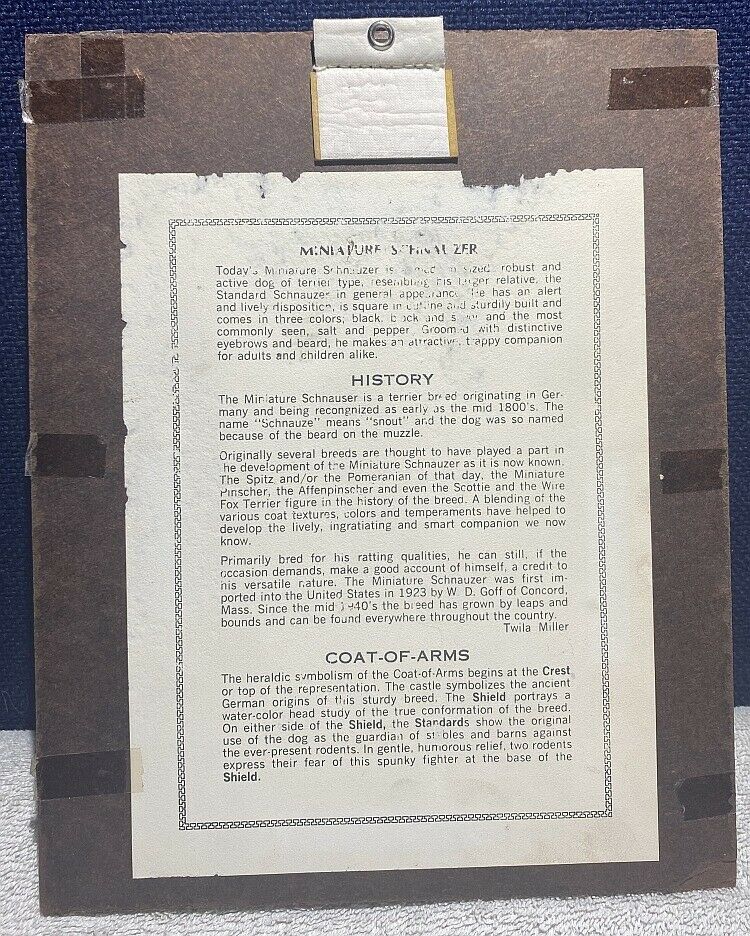 MINIATURE SCHNAUZER
Today's Miniature Schnauzer is sized, robust and
active dog of terrier type, resembling his larger relative, the
Standard Schnauzer in general appearance. He has an alert
and lively disposition, is square in outline and sturdily built and
comes in three colors; black, black and silver and the most
commonly seen, salt and pepper. Groomed with distinctive
eyebrows and beard, he makes an attractive, happy companion
for adults and children alike.
HISTORY
The Miniature Schnauser is a terrier breed originating in Ger-
many and being recongnized as early as the mid 1800's. The
name "Schnauze" means "snout" and the dog was so named
because of the beard on the muzzle.
Originally several breeds are thought to have played a part in
the development of the Miniature Schnauzer as it is now known.
The Spitz and/or the Pomeranian of that day, the Miniature
Pinscher, the Affenpinscher and even the Scottie and the Wire
Fox Terrier figure in the history of the breed. A blending of the
various coat textures, colors and temperaments have helped to
develop the lively, ingratiating and smart companion we now
know.
Primarily bred for his ratting qualities, he can still, if the
occasion demands, make a good account of himself, a credit to
his versatile nature. The Miniature Schnauzer was first im-
ported into the United States in 1923 by W. D. Goff of Concord,
Mass. Since the mid 1940's the breed has grown by leaps and
bounds and can be found everywhere throughout the country.
Twila Miller
COAT-OF-ARMS
The heraldic symbolism of the Coat-of-Arms begins at the Crest
or top of the representation. The castle symbolizes the ancient
German origins of this sturdy breed. The Shield portrays a
water-color head study of the true conformation of the breed.
On either side of the Shield, the Standards show the original
use of the dog as the guardian of stables and barns against
the ever-present rodents. In gentle, humorous relief, two rodents
express their fear of this spunky fighter at the base of the
Shield.